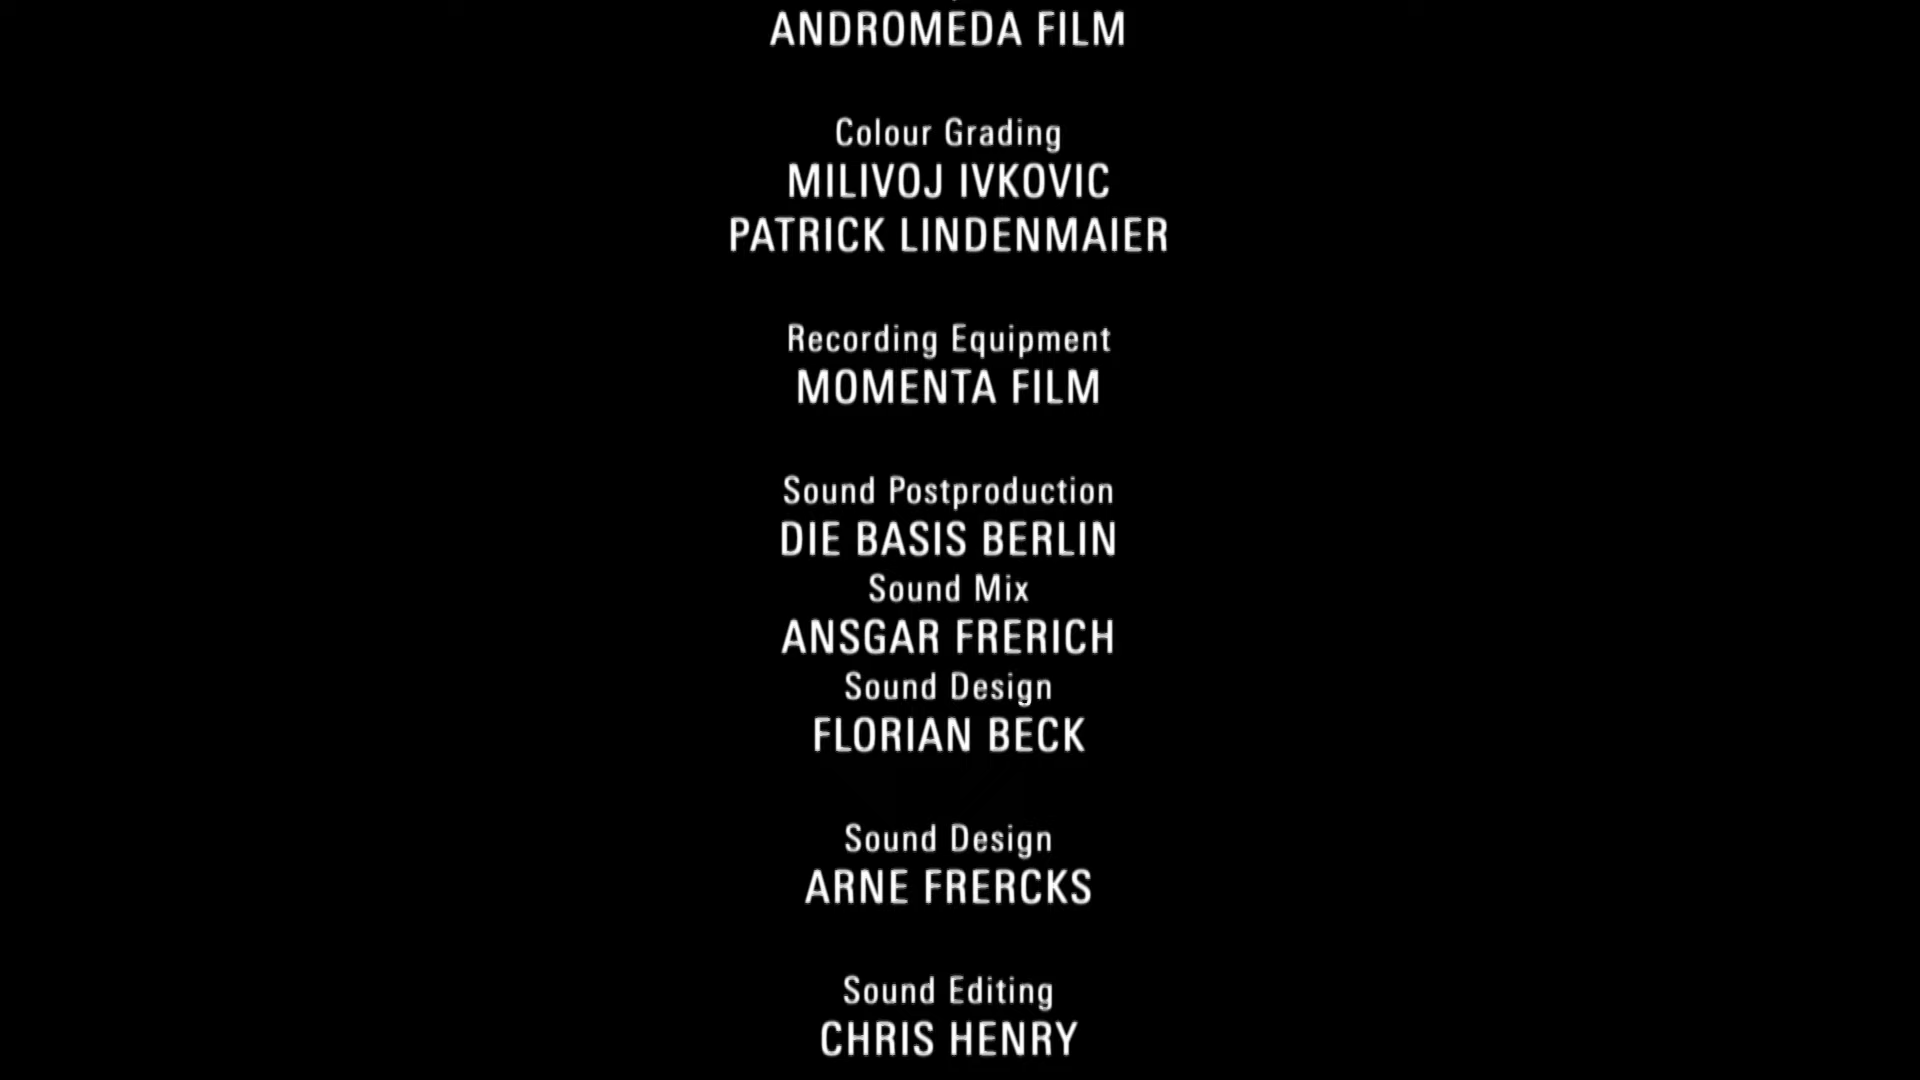 ANDROMEDA FILM
Colour Grading
MILIVOJ IVKOVIC
PATRICK LINDENMAIER
Recording Equipment
MOMENTA FILM
Sound Postproduction
DIE BASIS BERLIN
Sound Mix
ANSGAR FRERICH
Sound Design
FLORIAN BECK
Sound Design
ARNE FRERCKS
Sound Editing
CHRIS HENRY